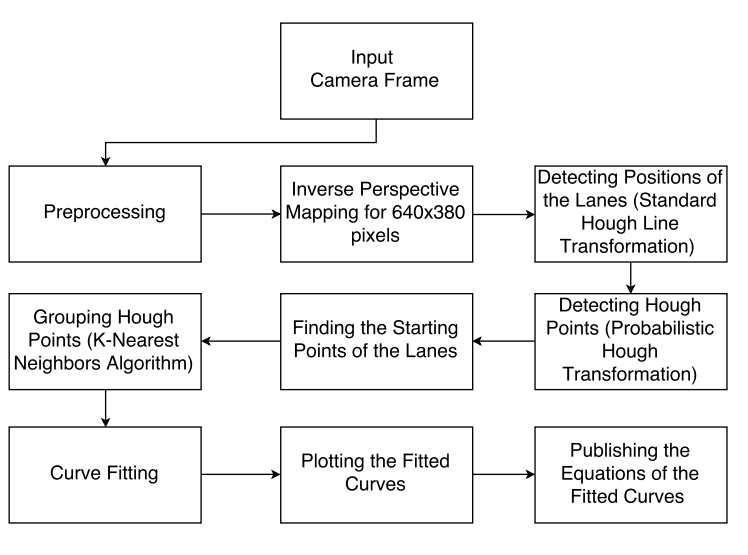 Input
Camera Frame
Preprocessing
Inverse Perspective
Mapping for 640x380
pixels
Detecting Positions of
the Lanes (Standard
Hough Line
Transformation)
Detecting Hough
Points (Probabilistic
Hough
Transformation)
Finding the Starting
Points of the Lanes
Grouping Hough
Points (K-Nearest
Neighbors Algorithm)
Curve Fitting
Plotting the Fitted
Curves
Publishing the
Equations of the
Fitted Curves